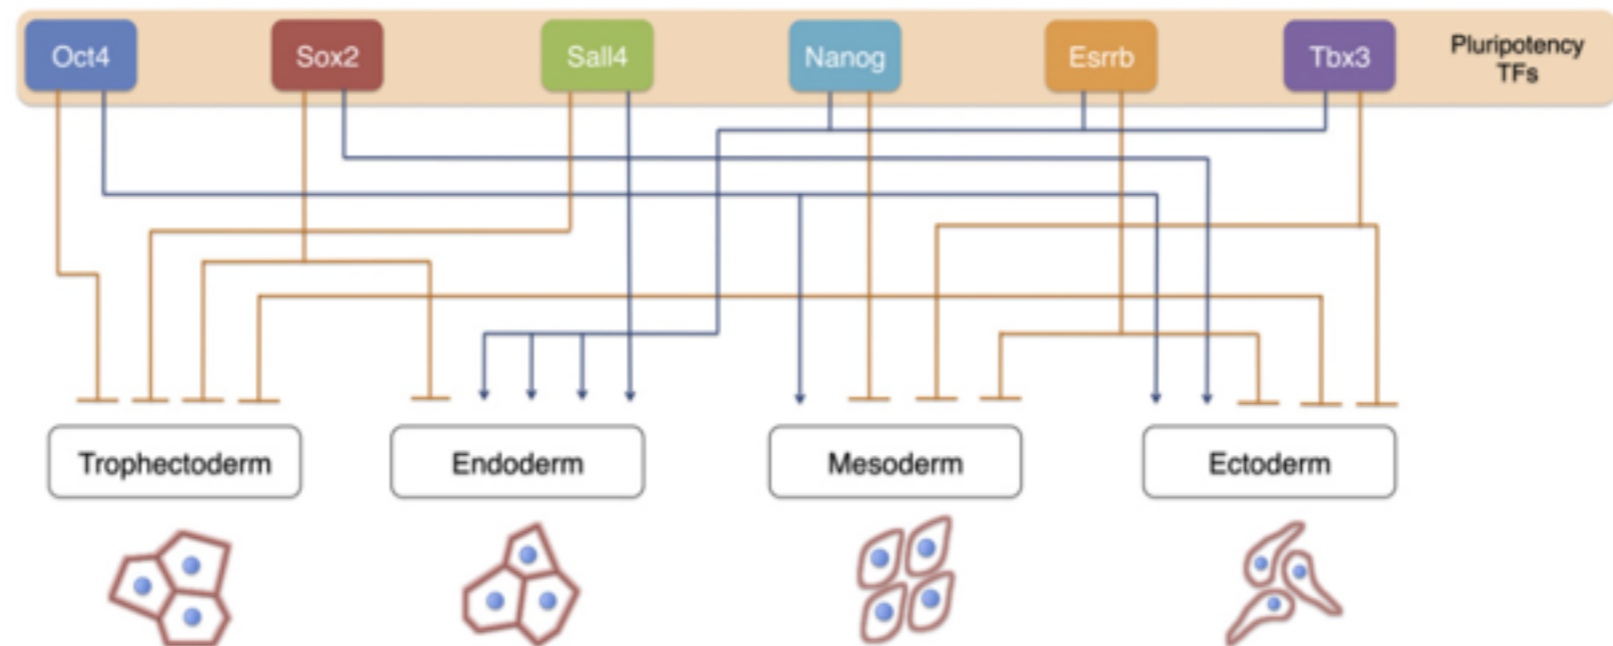 Oct4
Sox2
Sall4
Nanog
Esrrb
Tbx3
Pluripotency
TFs
Trophectoderm
Endoderm
Mesoderm
Ectoderm